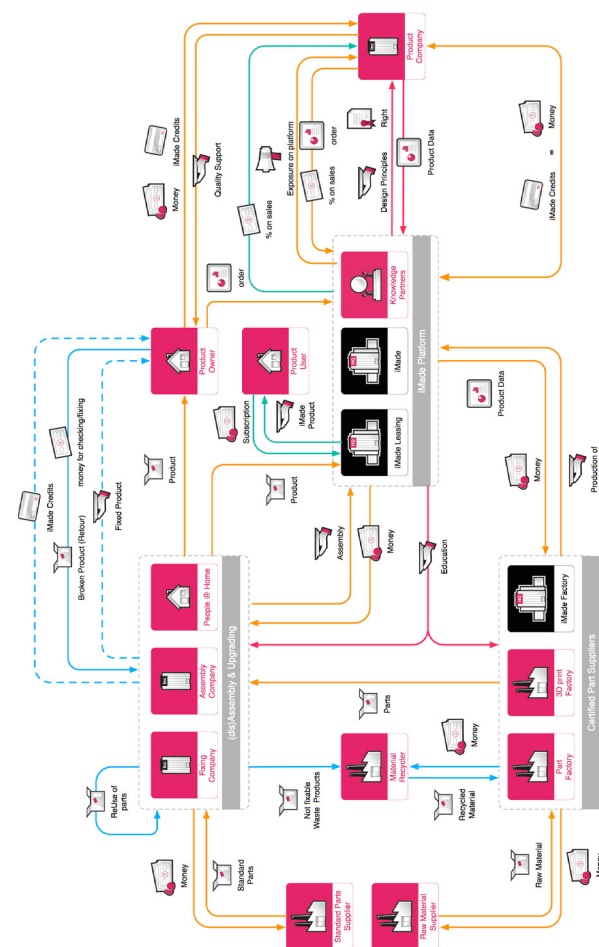 iMade Credits
Broken Product (Retour)
money for checking/fixing
ReUse of
parts
Fixed Product
Product
Money
iMade Credits
Money
Standard
Parts
Fixing
Company
Assembly
Company
People @ Home
(dis)Assembly & Upgrading
Product
Owner
Quality Support
order
Subscription
Product
iMade
Product
Product
User
% on sales
Exposure on platform
order
% on sales
Not fixable
Waste Products
Assembly
Money
Standard Parts
Supplier
Material
Recycler
Parts
iMade Leasing
iMade
Knowledge
Partners
iMade Platform
Design Principles
Right
Product
Company
Product Data
Education
Raw Material
Supplier
Recycled
Material
Money
Product Data
Raw Material
Money
Part
Factory
3D print
Factory
iMade Factory
Certified Part Suppliers
Money
Production of
iMade Credits
=
Money